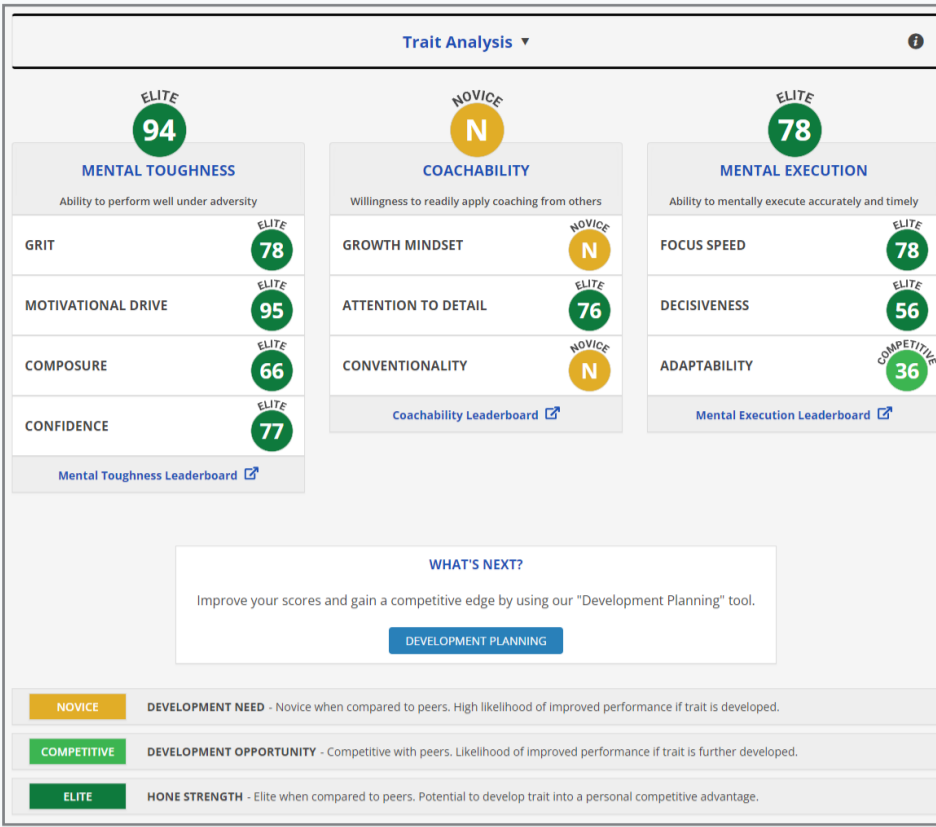 Trait Analysis ▼
ELITE
94
MENTAL TOUGHNESS
Ability to perform well under adversity
GRIT
ELITE
78
MOTIVATIONAL DRIVE
ELITE
95
COMPOSURE
ELITE
66
CONFIDENCE
ELITE
77
Mental Toughness Leaderboard
NOVICE
N
COACHABILITY
Willingness to readily apply coaching from others
GROWTH MINDSET
NOVICE
N
ATTENTION TO DETAIL
ELITE
76
CONVENTIONALITY
NOVICE
N
Coachability Leaderboard
ELITE
78
MENTAL EXECUTION
Ability to mentally execute accurately and timely
FOCUS SPEED
ELITE
78
DECISIVENESS
ELITE
56
ADAPTABILITY
COMPETITIVE
36
Mental Execution Leaderboard
WHAT'S NEXT?
Improve your scores and gain a competitive edge by using our "Development Planning" tool.
DEVELOPMENT PLANNING
NOVICE DEVELOPMENT NEED - Novice when compared to peers. High likelihood of improved performance if trait is developed.
COMPETITIVE DEVELOPMENT OPPORTUNITY - Competitive with peers. Likelihood of improved performance if trait is further developed.
ELITE HONE STRENGTH - Elite when compared to peers. Potential to develop trait into a personal competitive advantage.